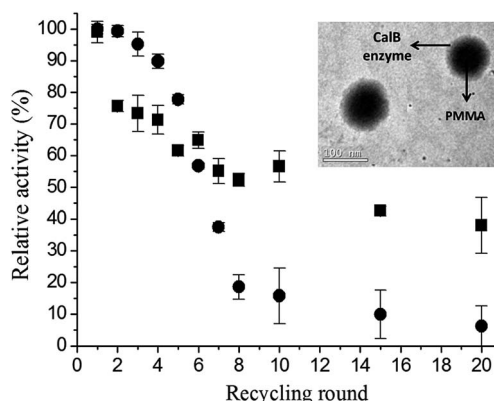 100
90
80
70
60
50
40
30
20
10
0
Relative activity (%)
0 2 4 6 8 10 12 14 16 18 20
Recycling round
CalB
enzyme
PMMA
100 nm